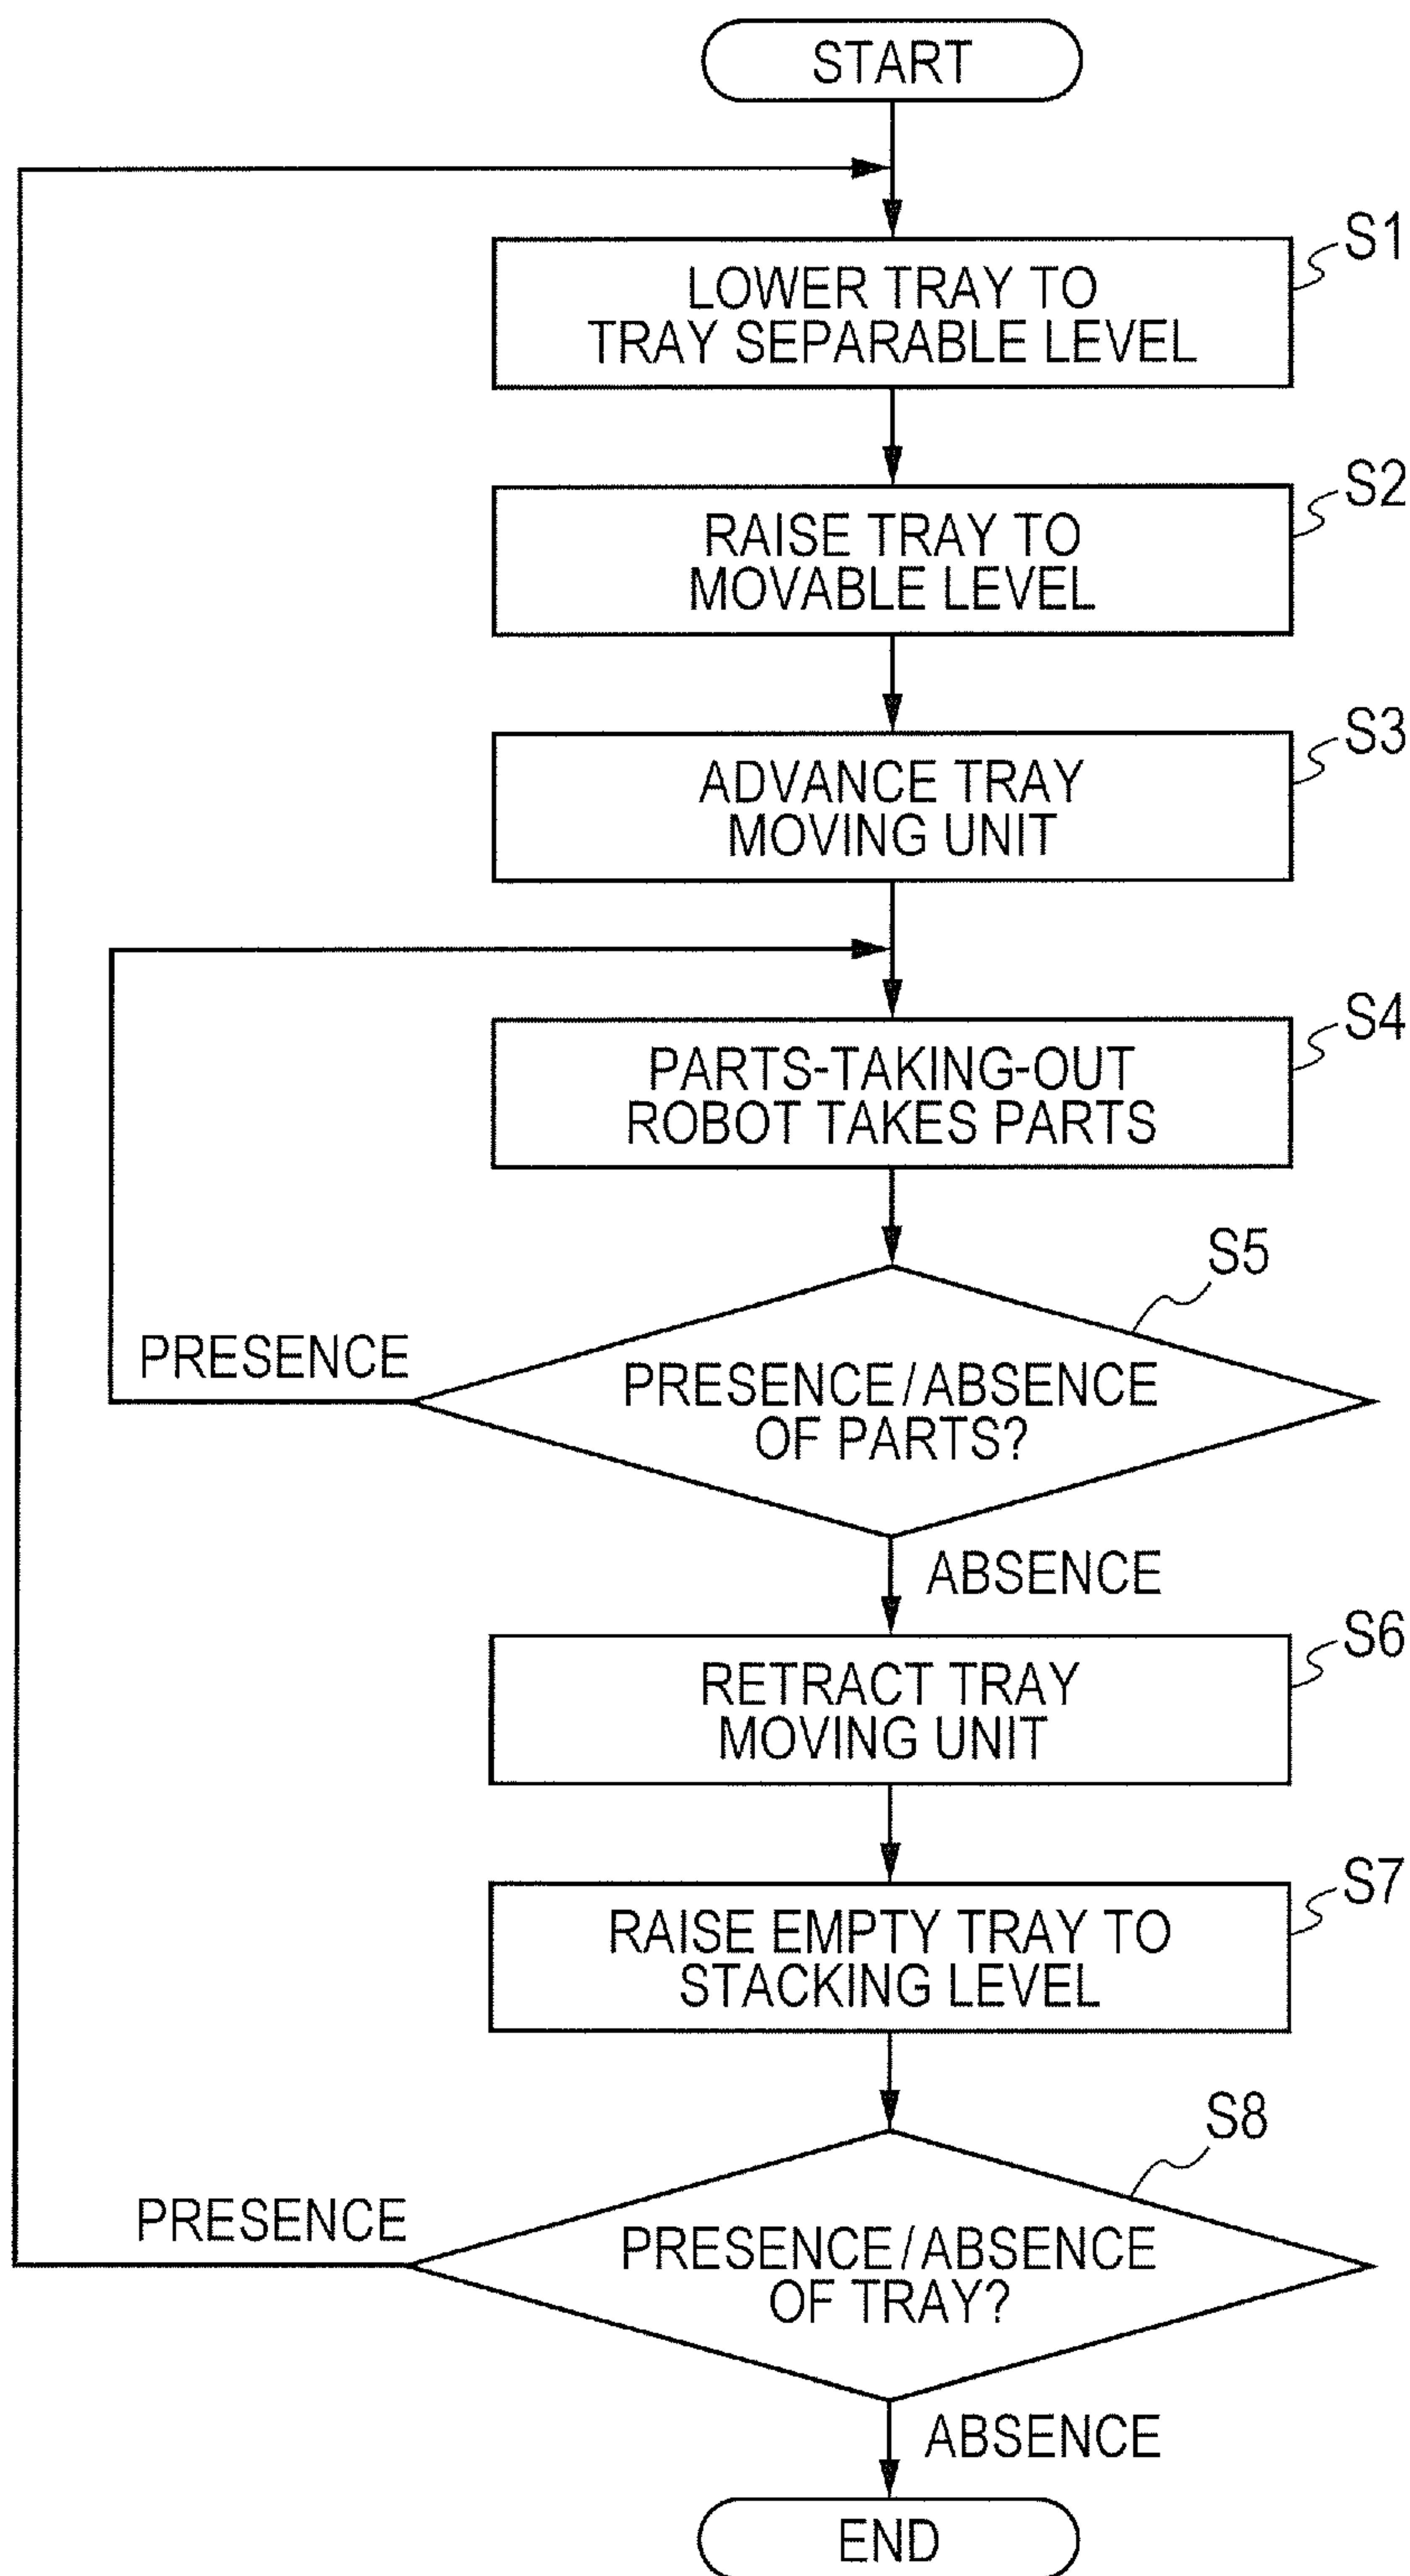 START
S1
LOWER TRAY TO
TRAY SEPARABLE LEVEL
S2
RAISE TRAY TO
MOVABLE LEVEL
S3
ADVANCE TRAY
MOVING UNIT
S4
PARTS-TAKING-OUT
ROBOT TAKES PARTS
S5
PRESENCE
PRESENCE/ABSENCE
OF PARTS?
ABSENCE
S6
RETRACT TRAY
MOVING UNIT
S7
RAISE EMPTY TRAY TO
STACKING LEVEL
S8
PRESENCE
PRESENCE/ABSENCE
OF TRAY?
ABSENCE
END